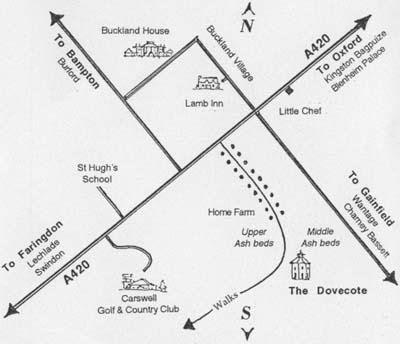 N
A420
To Oxford
Kingston Bagpuize
Blenheim Palace
Buckland House
Buckland Village
To Bampton
Burford
Lamb Inn
Little Chef
St Hugh's
School
To Gainfield
Wantage
Charney Bassett
Home Farm
Upper
Ash beds
Middle
Ash beds
To Faringdon
Lechlade
Swindon
A420
The Dovecote
Carswell
Golf & Country Club
Walks
S